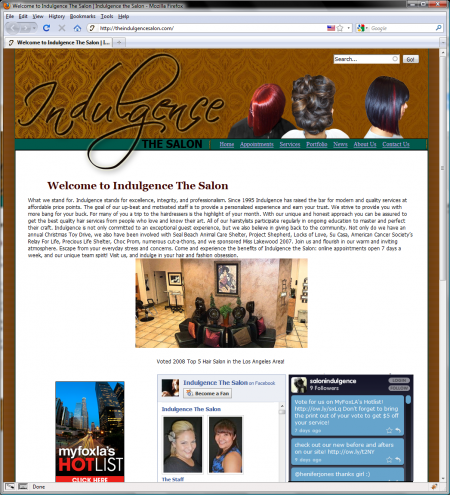 Welcome to Indulgence The Salon | Indulgence the Salon - Mozilla Firefox
File Edit View History Bookmarks Tools Help
http://theindulgencesalon.com/
Google
Welcome to Indulgence The Salon | I...
Search...
Go!
Indulgence
THE SALON
Home Appointments Services Portfolio News About Us Contact Us
Welcome to Indulgence The Salon
What we stand for. Indulgence stands for excellence, integrity, and professionalism. Since 1995 Indulgence has raised the bar for modern and quality services at
affordable price points. The goal of our up-beat and motivated staff is to provide a personalized experience and earn your trust. We strive to provide you with
more bang for your buck. For many of you a trip to the hairdressers is the highlight of your month. With our unique and honest approach you can be assured to
get the best quality hair services from people who love and know their art. All of our hairstylists participate regularly in ongoing education to master and perfect
their craft. Indulgence is not only committed to an exceptional guest experience, but we also believe in giving back to the community. Not only do we have an
annual Christmas Toy Drive, we also have been involved with Seal Beach Animal Care Shelter, Project Shepherd, Locks of Love, Su Casa, American Cancer Society's
Relay For Life, Precious Life Shelter, Choc Prom, numerous cut-a-thons, and we sponsored Miss Lakewood 2007. Join us and flourish in our warm and inviting
atmosphere. Escape from your everyday stress and concerns. Come and experience the benefits of Indulgence the Salon: online appointments open 7 days a
week, and our unique team spirit! Visit us, and indulge in your hair and fashion obsession.
Voted 2008 Top 5 Hair Salon in the Los Angeles Area!
Indulgence The Salon on Facebook
Become a Fan
Indulgence The Salon
The Staff
myfoxla's
HOTLIST
CLICK HERE
salonindulgence
9 Followers
Vote for us on MyFoxLA's Hotlist!
Don't forget to bring
the print out of your vote to get $5 off
your service!
7 days ago
check out our new before and afters
on our site! http://ow.ly/t2NY
9 days ago
@heniferjones thanks girl :)
Done